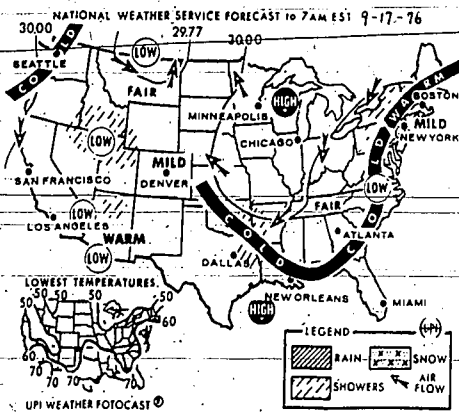 NATIONAL WEATHER SERVICE FORECAST to 7AM EST 9-17-76
30.00 29.77 30.00
SEATTLE
COLD
LOW
FAIR
LOW
MINNEAPOLIS
HIGH
CHICAGO
COLD
WARM
BOSTON
MILD
NEW YORK
MILD
DENVER
SAN FRANCISCO
LOW
LOS ANGELES
WARM
LOW
COLD
FAIR
LOW
ATLANTA
DALLAS
NEW ORLEANS
HIGH
MIAMI
LOWEST TEMPERATURES
50 50 50 50 50
60
60
70 70 70 70
UPI WEATHER FOTOCAST ®
LEGEND
UPI
RAIN
SNOW
SHOWERS
AIR FLOW